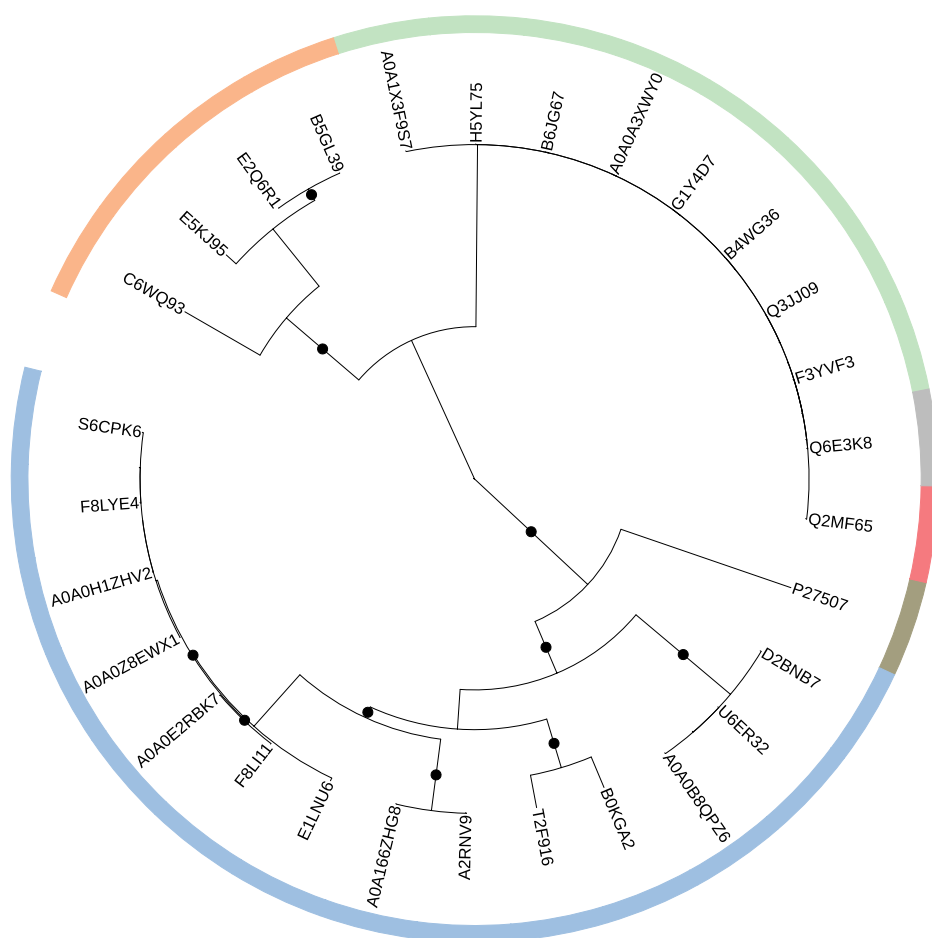 A0A1X3F9S7
H5YL75
B6JG67
A0A0A3XWY0
G1Y4D7
B4WG36
Q3JJ09
F3YVF3
Q6E3K8
Q2MF65
P27507
D2BNB7
U6ER32
A0A0B8QPZ6
B0KGA2
T2F916
A2RNV9
A0A166ZHG8
E1LNU6
F8LI11
A0A0E2RBK7
A0A0Z8EWX1
A0A0H1ZHV2
F8LYE4
S6CPK6
C6WQ93
E5KJ95
E2Q6R1
B5GL39